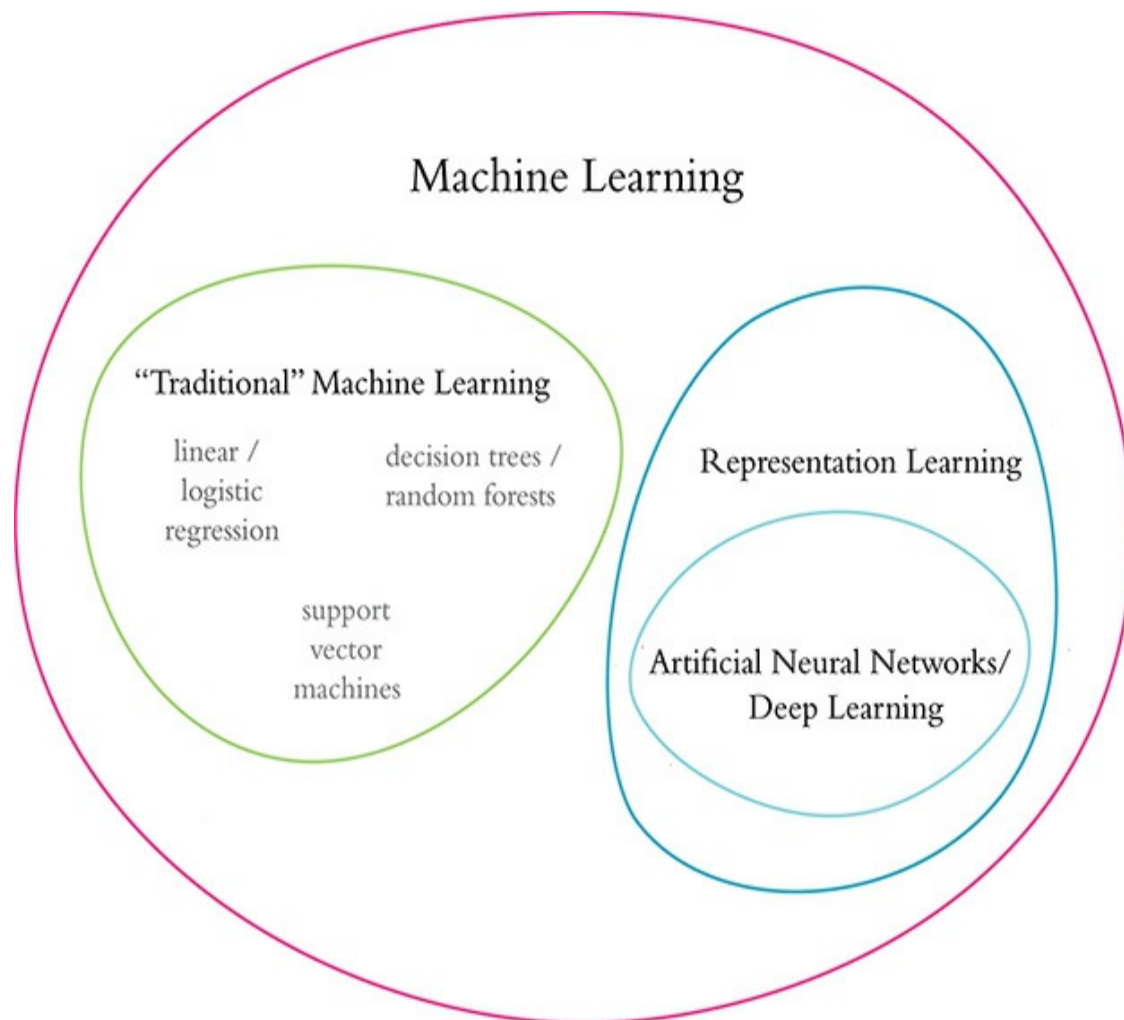 Machine Learning
“Traditional” Machine Learning
linear /
logistic
regression
decision trees /
random forests
support
vector
machines
Representation Learning
Artificial Neural Networks/
Deep Learning